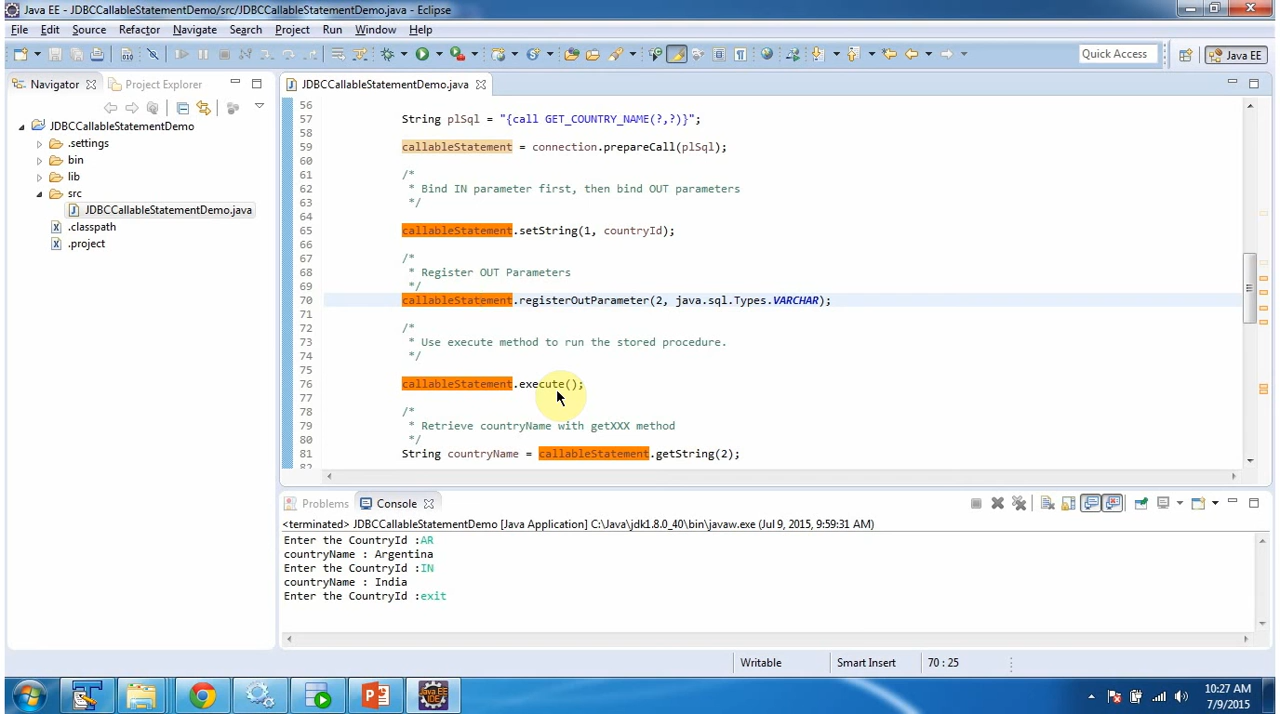 Java EE - JDBCCallableStatementDemo/src/JDBCCallableStatementDemo.java - Eclipse
File Edit Source Refactor Navigate Search Project Run Window Help
Quick Access Java EE
Navigator Project Explorer
JDBCCallableStatementDemo
.settings
bin
lib
src
JDBCCallableStatementDemo.java
.classpath
.project
JDBCCallableStatementDemo.java
56
57 String plSql = "{call GET_COUNTRY_NAME(?,?)}";
58
59 callableStatement = connection.prepareCall(plSql);
60
61 /*
62 * Bind IN parameter first, then bind OUT parameters
63 */
64
65 callableStatement.setString(1, countryId);
66
67 /*
68 * Register OUT Parameters
69 */
70 callableStatement.registerOutParameter(2, java.sql.Types.VARCHAR);
71
72 /*
73 * Use execute method to run the stored procedure.
74 */
75
76 callableStatement.execute();
77
78 /*
79 * Retrieve countryName with getXXX method
80 */
81 String countryName = callableStatement.getString(2);
82
Problems Console
<terminated> JDBCCallableStatementDemo [Java Application] C:\Java\jdk1.8.0_40\bin\javaw.exe (Jul 9, 2015, 9:59:31 AM)
Enter the CountryId :AR
countryName : Argentina
Enter the CountryId :IN
countryName : India
Enter the CountryId :exit
Writable Smart Insert 70 : 25
10:27 AM
7/9/2015